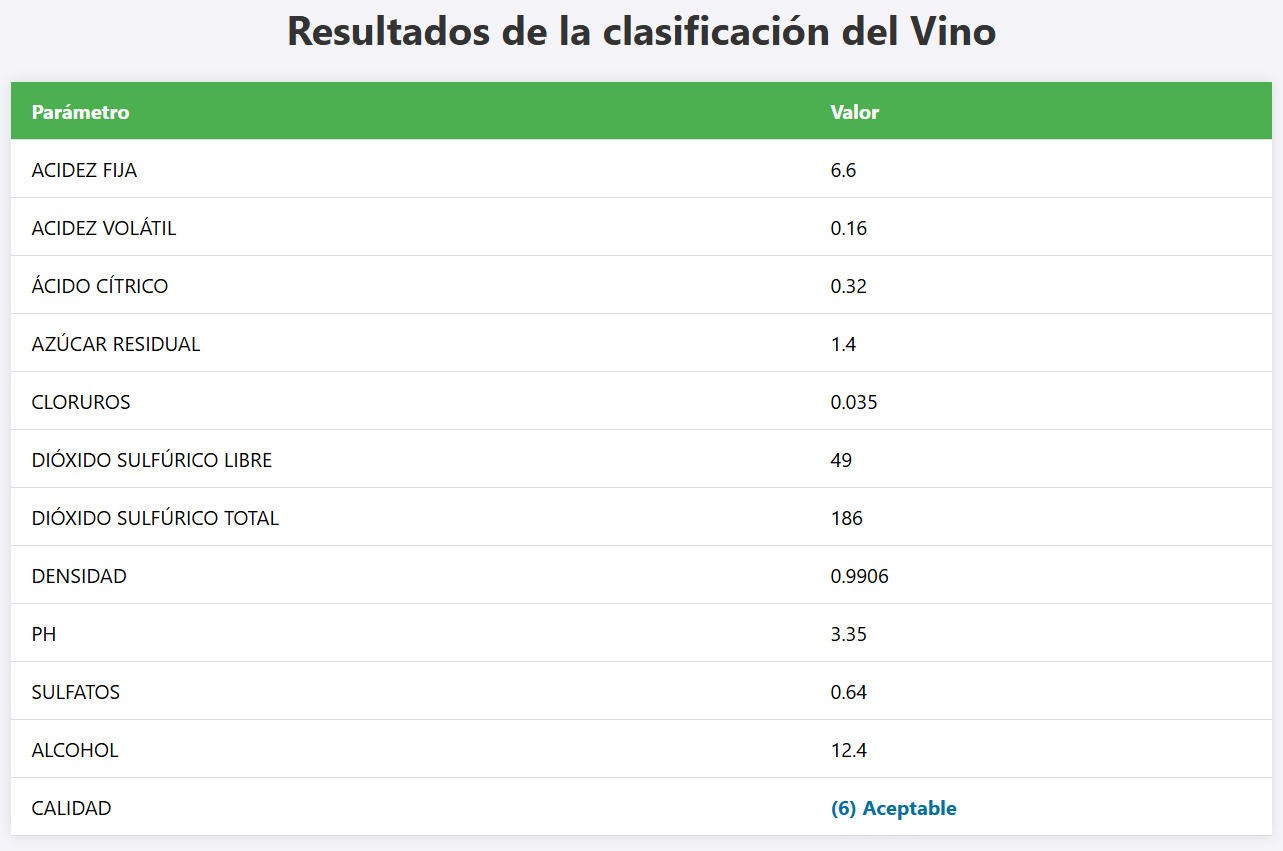 Resultados de la clasificación del Vino
Parámetro Valor
ACIDEZ FIJA 6.6
ACIDEZ VOLÁTIL 0.16
ÁCIDO CÍTRICO 0.32
AZÚCAR RESIDUAL 1.4
CLORUROS 0.035
DIÓXIDO SULFÚRICO LIBRE 49
DIÓXIDO SULFÚRICO TOTAL 186
DENSIDAD 0.9906
PH 3.35
SULFATOS 0.64
ALCOHOL 12.4
CALIDAD (6) Aceptable